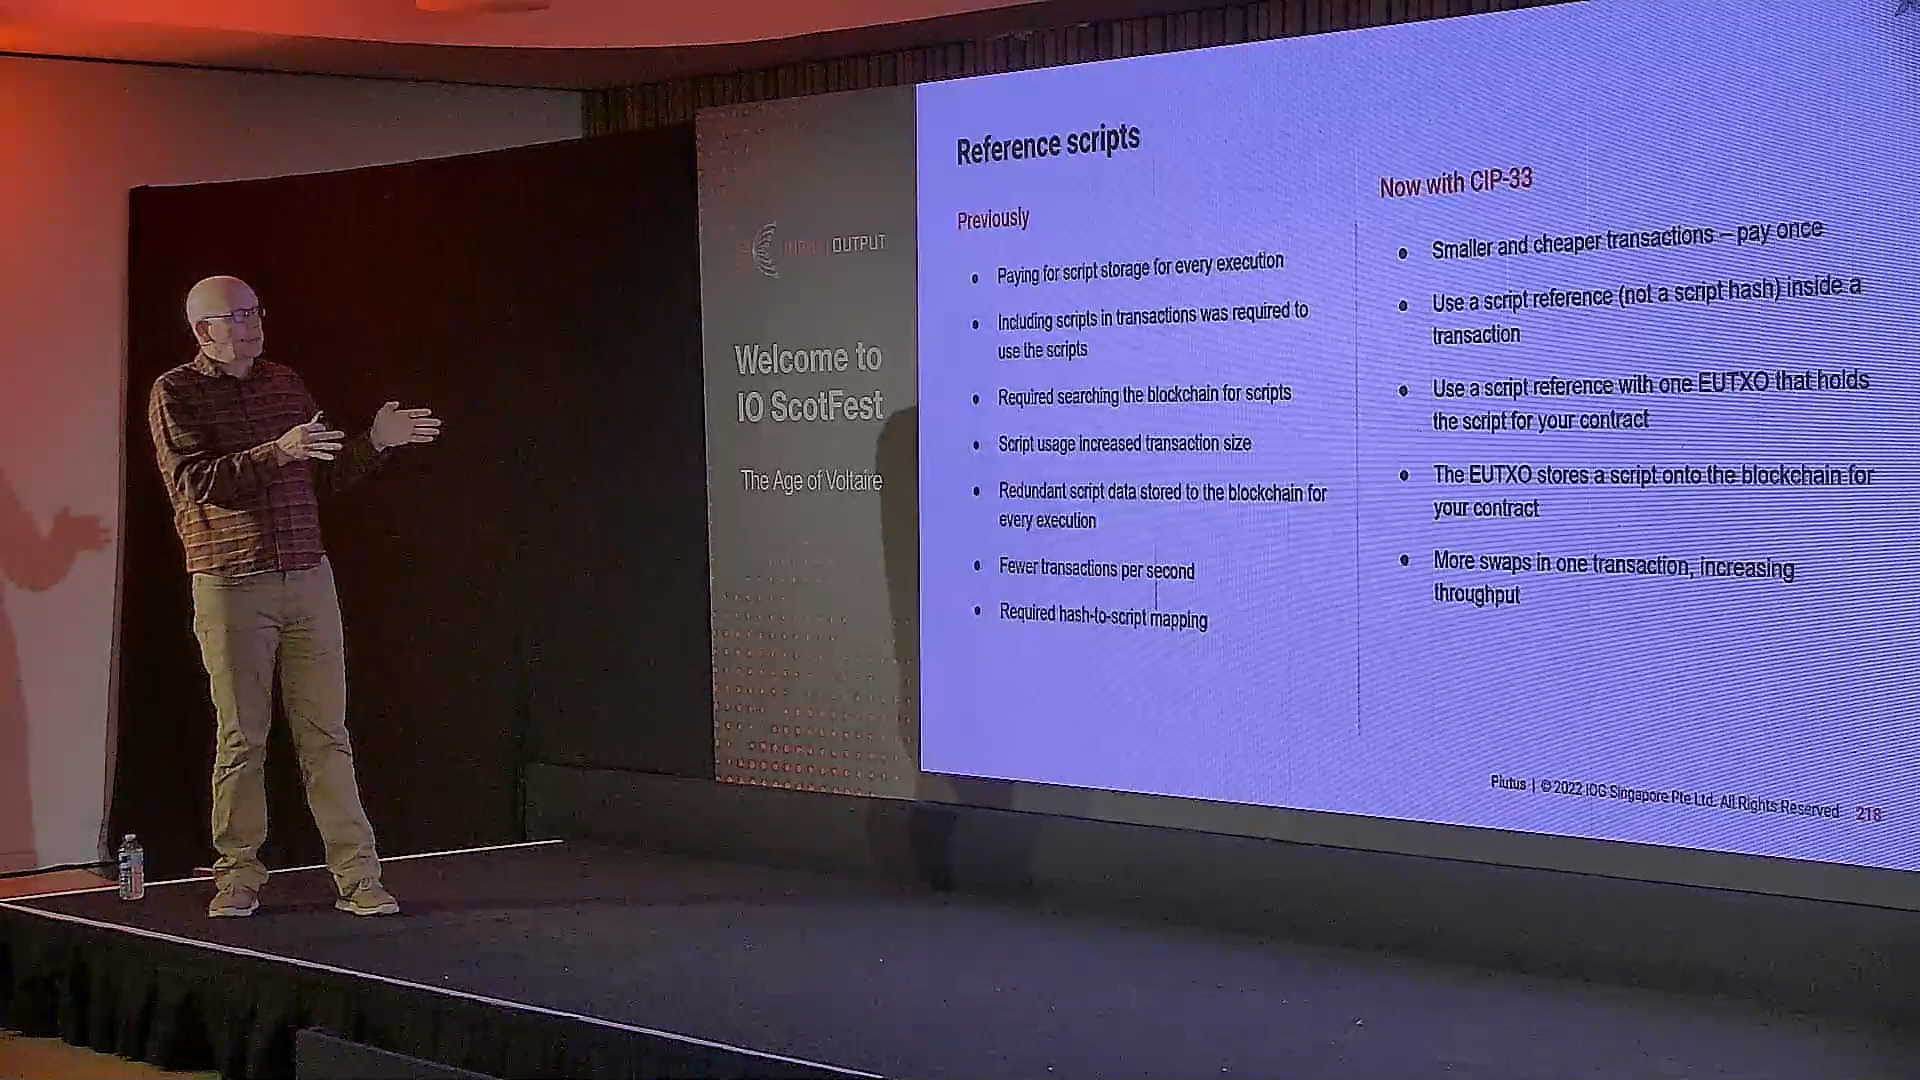 INPUT OUTPUT
Welcome to
IO ScotFest
The Age of Voltaire
Reference scripts
Previously
• Paying for script storage for every execution
• Including scripts in transactions was required to
use the scripts
• Required searching the blockchain for scripts
• Script usage increased transaction size
• Redundant script data stored to the blockchain for
every execution
• Fewer transactions per second
• Required hash-to-script mapping
Now with CIP-33
• Smaller and cheaper transactions – pay once
• Use a script reference (not a script hash) inside a
transaction
• Use a script reference with one EUTXO that holds
the script for your contract
• The EUTXO stores a script onto the blockchain for
your contract
• More swaps in one transaction, increasing
throughput
Plutus | © 2022 IOG Singapore Pte Ltd. All Rights Reserved 218